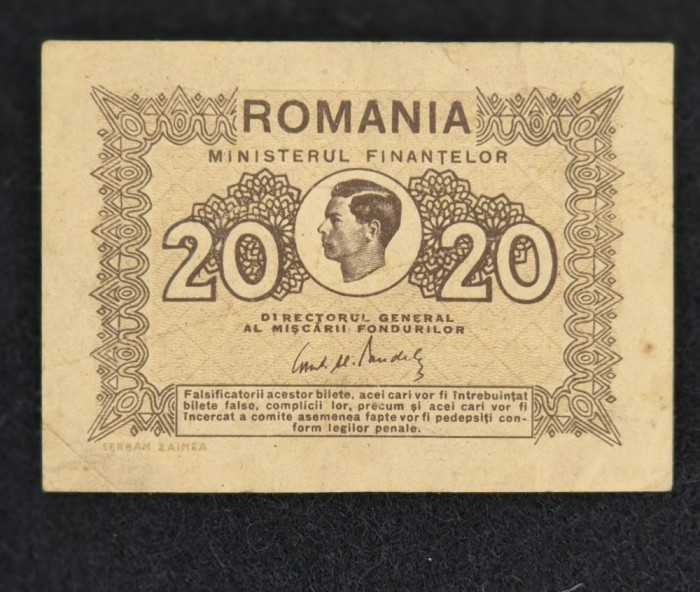 ROMANIA
MINISTERUL FINANȚELOR
20 20
DIRECTORUL GENERAL
AL MIȘCĂRII FONDURILOR
Falsificatorii acestor bilete, acei cari vor fi întrebuințat
bilete false, complicii lor, precum și acei cari vor fi
încercat a comite asemenea fapte vor fi pedepsiți con-
form legilor penale.
SERBAN ZAINEA